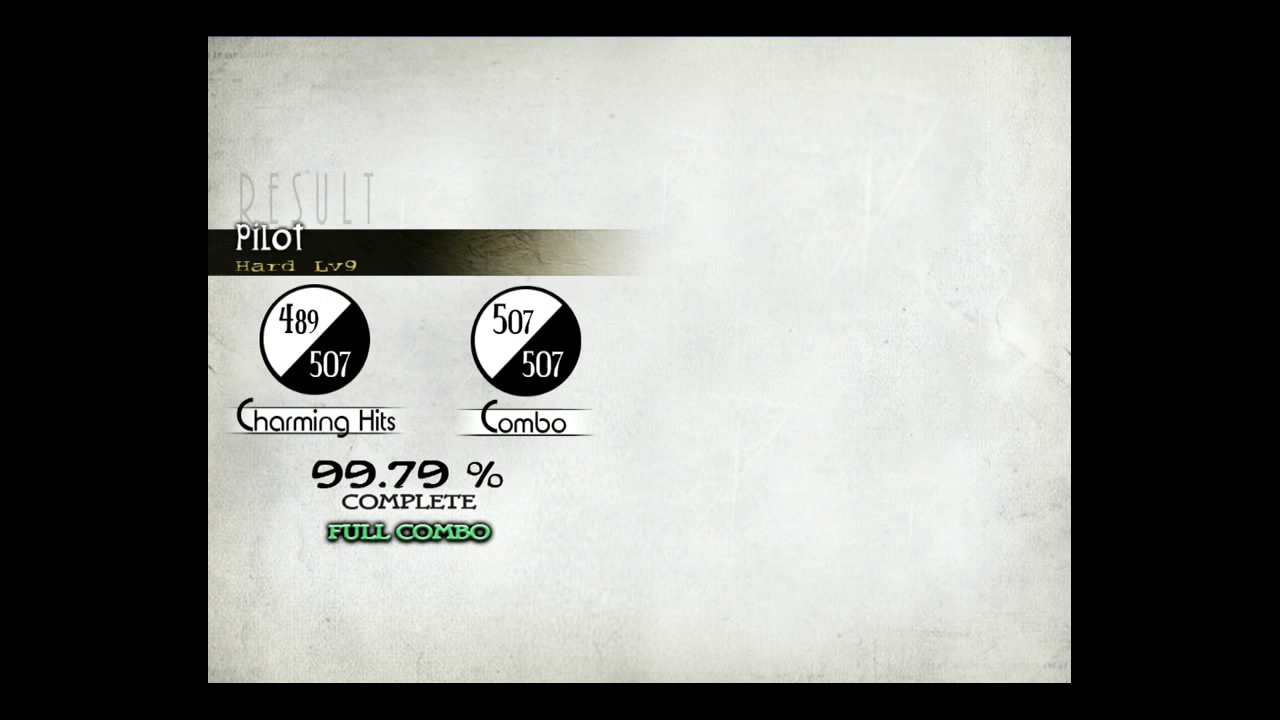 RESULT
Pilot
Hard Lv9
489
507
507
507
Charming Hits
Combo
99.79 %
COMPLETE
FULL COMBO